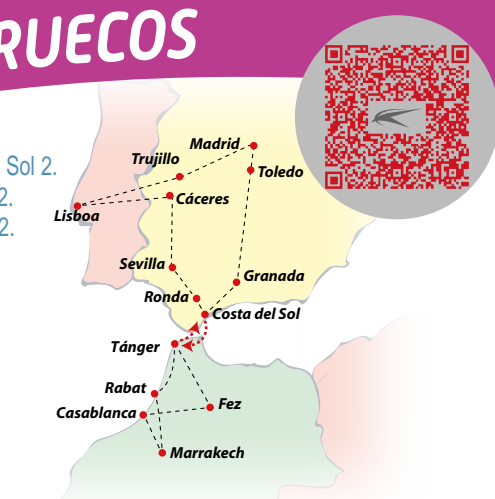 RUECOS
Sol 2.
2.
2.
Madrid
Trujillo
Toledo
Cáceres
Lisboa
Sevilla
Granada
Ronda
Costa del Sol
Tánger
Rabat
Casablanca
Fez
Marrakech